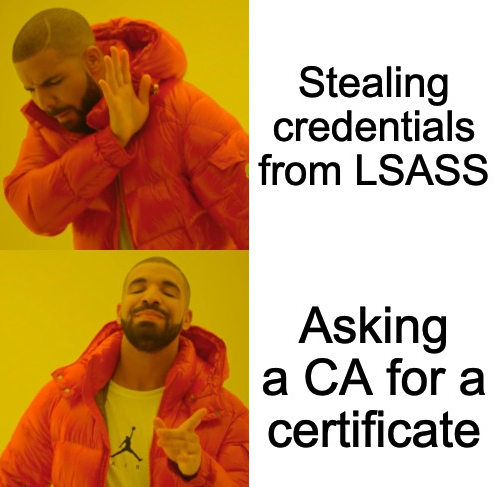 Stealing
credentials
from LSASS
Asking
a CA for a
certificate